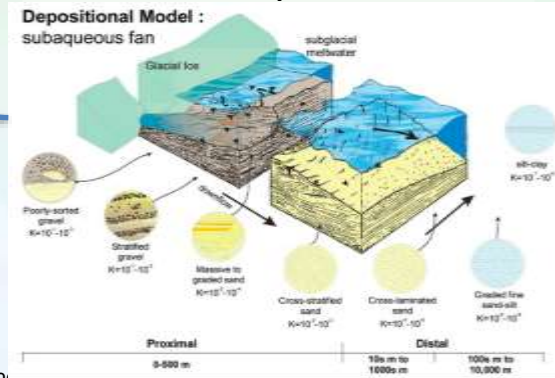 Depositional Model :
subaqueous fan
subglacial
meltwater
Glacial Ice
silt-clay
downflow
Poorly-sorted
gravel
Stratified
gravel
Massive to
graded sand
Cross-stratified
sand
Cross-laminated
sand
Graded fine
sand-silt
Proximal
Distal
0-500 m
10s m to
1000s m
100s m to
10,000 m